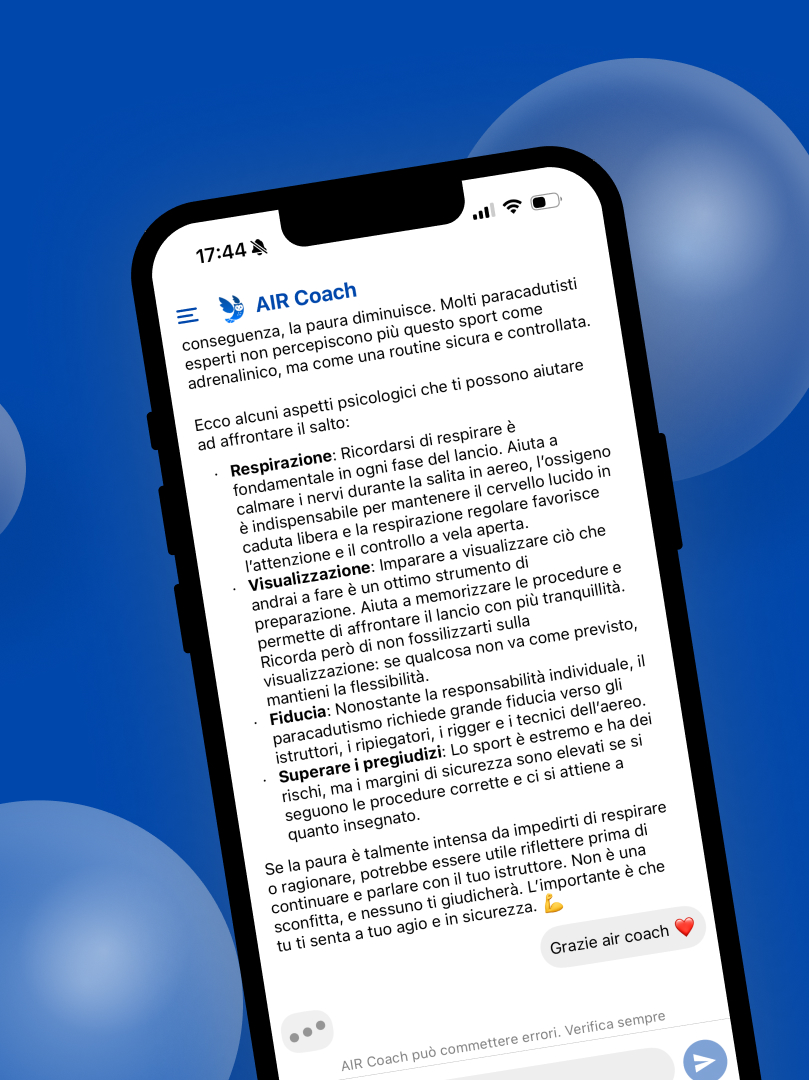 17:44
AIR Coach
conseguenza, la paura diminuisce. Molti paracadutisti
esperti non percepiscono più questo sport come
adrenalinico, ma come una routine sicura e controllata.
Ecco alcuni aspetti psicologici che ti possono aiutare
ad affrontare il salto:
· Respirazione: Ricordarsi di respirare è
fondamentale in ogni fase del lancio. Aiuta a
calmare i nervi durante la salita in aereo, l’ossigeno
è indispensabile per mantenere il cervello lucido in
caduta libera e la respirazione regolare favorisce
l’attenzione e il controllo a vela aperta.
· Visualizzazione: Imparare a visualizzare ciò che
andrai a fare è un ottimo strumento di
preparazione. Aiuta a memorizzare le procedure e
permette di affrontare il lancio con più tranquillità.
Ricorda però di non fossilizzarti sulla
visualizzazione: se qualcosa non va come previsto,
mantieni la flessibilità.
· Fiducia: Nonostante la responsabilità individuale, il
paracadutismo richiede grande fiducia verso gli
istruttori, i ripiegatori, i rigger e i tecnici dell’aereo.
· Superare i pregiudizi: Lo sport è estremo e ha dei
rischi, ma i margini di sicurezza sono elevati se si
seguono le procedure corrette e ci si attiene a
quanto insegnato.
Se la paura è talmente intensa da impedirti di respirare
o ragionare, potrebbe essere utile riflettere prima di
continuare e parlare con il tuo istruttore. Non è una
sconfitta, e nessuno ti giudicherà. L’importante è che
tu ti senta a tuo agio e in sicurezza. 💪
Grazie air coach ❤️
AIR Coach può commettere errori. Verifica sempre